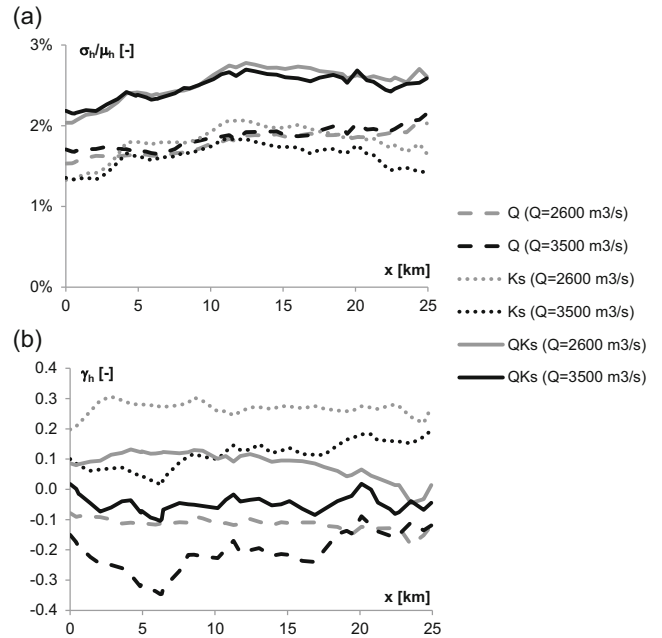 (a)
σh/μh [-]
3%
2%
1%
0%
x [km]
0 5 10 15 20 25
Q (Q=2600 m3/s)
Q (Q=3500 m3/s)
Ks (Q=2600 m3/s)
Ks (Q=3500 m3/s)
QKs (Q=2600 m3/s)
QKs (Q=3500 m3/s)
(b)
γh [-]
0.4
0.3
0.2
0.1
0.0
-0.1
-0.2
-0.3
-0.4
x [km]
0 5 10 15 20 25